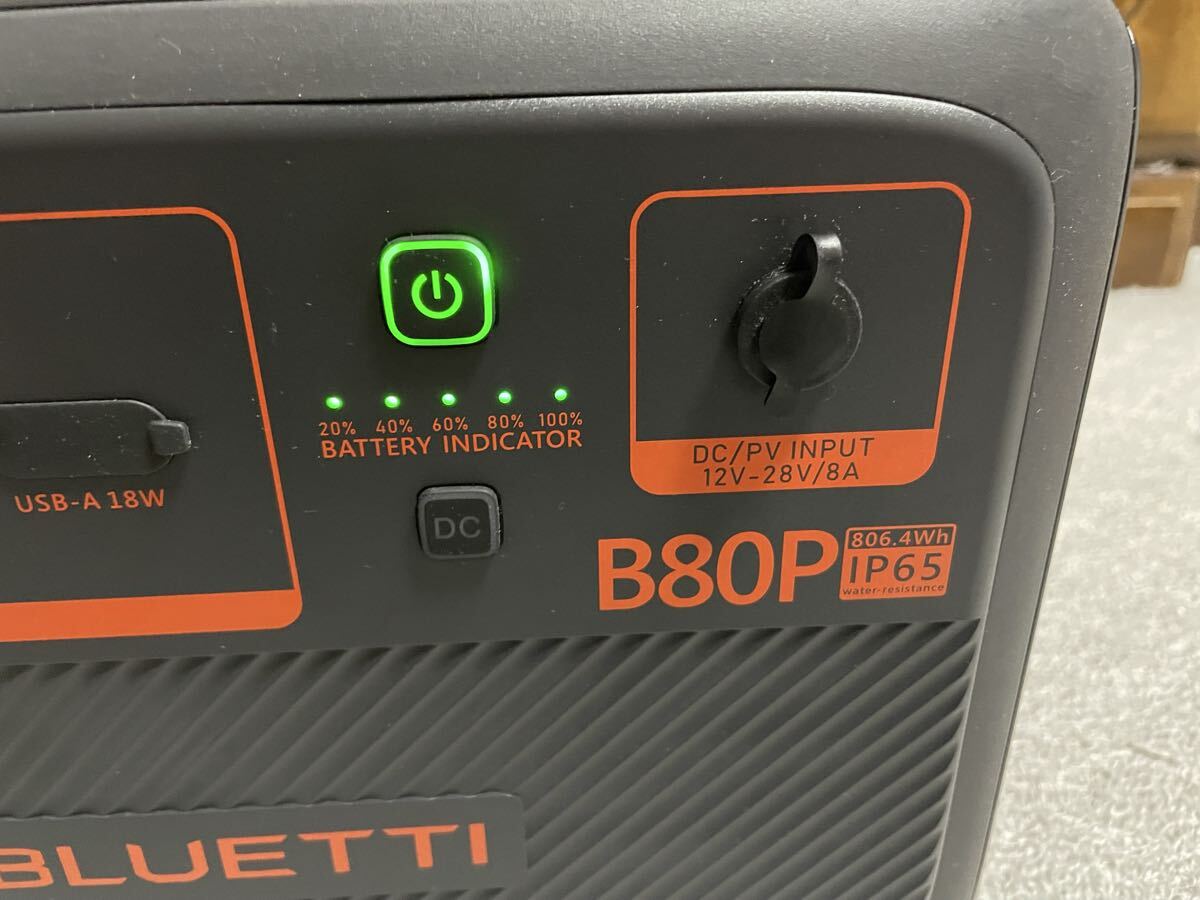 20% 40% 60% 80% 100%
BATTERY INDICATOR
DC
USB-A 18W
DC/PV INPUT
12V-28V/8A
B80P
806.4Wh
IP65
water-resistance
BLUETTI